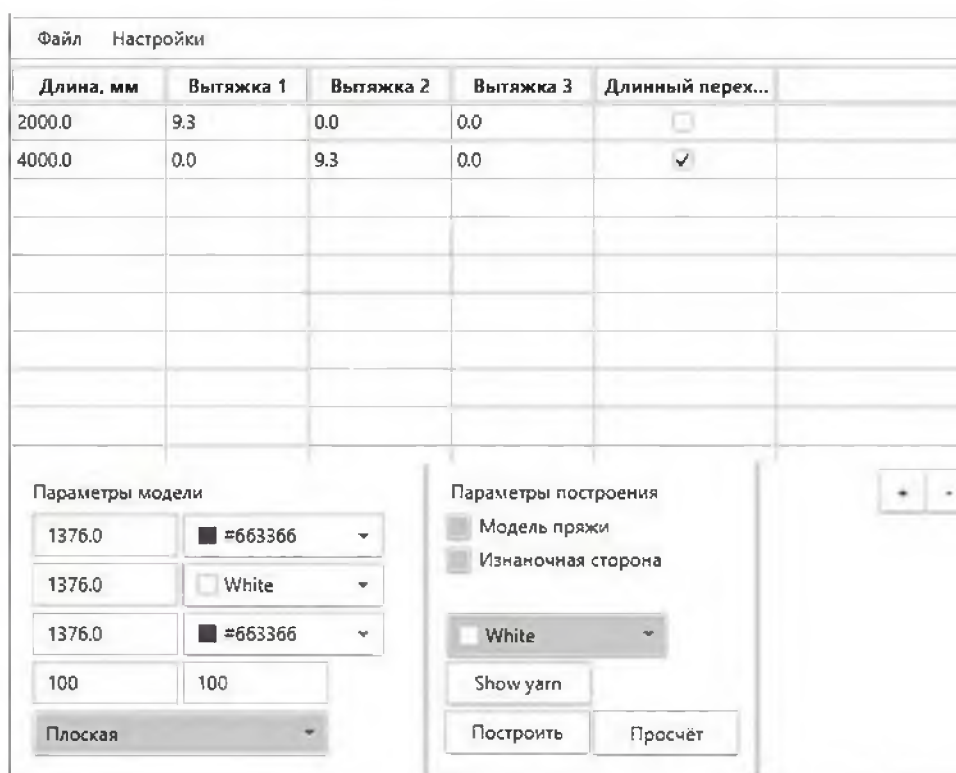 Файл Настройки
Длина, мм Вытяжка 1 Вытяжка 2 Вытяжка 3 Длинный перех...
2000.0 9.3 0.0 0.0
4000.0 0.0 9.3 0.0
Параметры модели Параметры построения + -
1376.0 #663366 Модель пряжи
Изнаночная сторона
1376.0 White
1376.0 #663366 White
100 100 Show yarn
Плоская Построить Просчёт